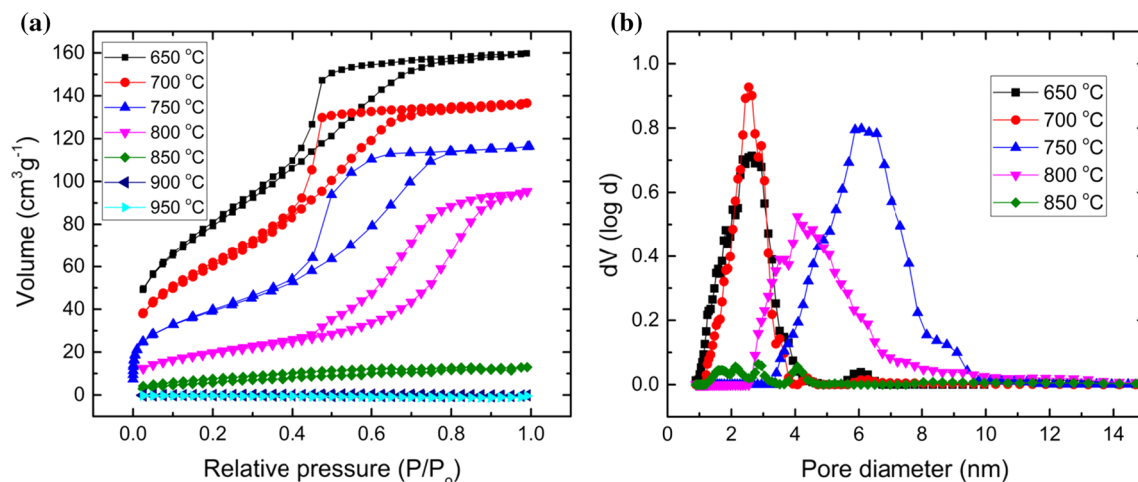 (a)
Volume (cm³g⁻¹)
160
140
120
100
80
60
40
20
0
650 °C
700 °C
750 °C
800 °C
850 °C
900 °C
950 °C
0.0 0.2 0.4 0.6 0.8 1.0
Relative pressure (P/Pₒ)
(b)
dV (log d)
1.0
0.8
0.6
0.4
0.2
0.0
650 °C
700 °C
750 °C
800 °C
850 °C
0 2 4 6 8 10 12 14
Pore diameter (nm)